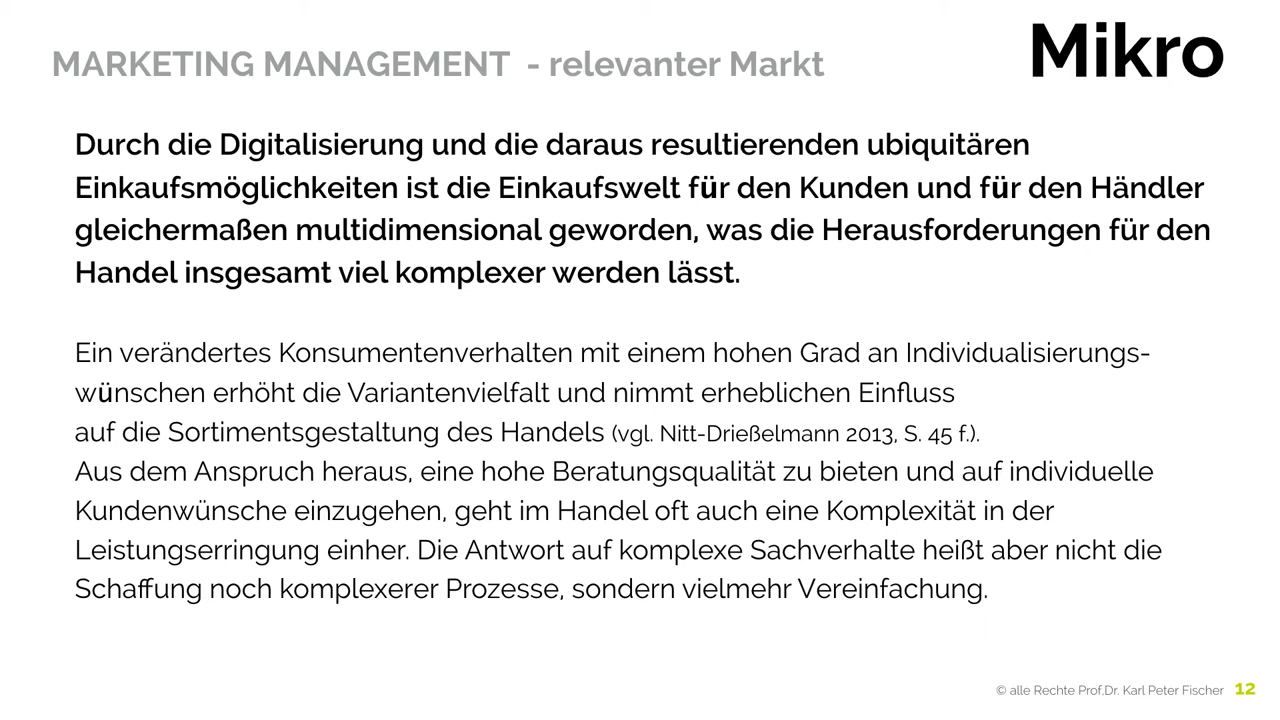 MARKETING MANAGEMENT - relevanter Markt
Mikro
Durch die Digitalisierung und die daraus resultierenden ubiquitären
Einkaufsmöglichkeiten ist die Einkaufswelt für den Kunden und für den Händler
gleichermaßen multidimensional geworden, was die Herausforderungen für den
Handel insgesamt viel komplexer werden lässt.
Ein verändertes Konsumentenverhalten mit einem hohen Grad an Individualisierungs-
wünschen erhöht die Variantenvielfalt und nimmt erheblichen Einfluss
auf die Sortimentsgestaltung des Handels (vgl. Nitt-Drießelmann 2013, S. 45 f.).
Aus dem Anspruch heraus, eine hohe Beratungsqualität zu bieten und auf individuelle
Kundenwünsche einzugehen, geht im Handel oft auch eine Komplexität in der
Leistungserringung einher. Die Antwort auf komplexe Sachverhalte heißt aber nicht die
Schaffung noch komplexerer Prozesse, sondern vielmehr Vereinfachung.
© alle Rechte Prof.Dr. Karl Peter Fischer 12